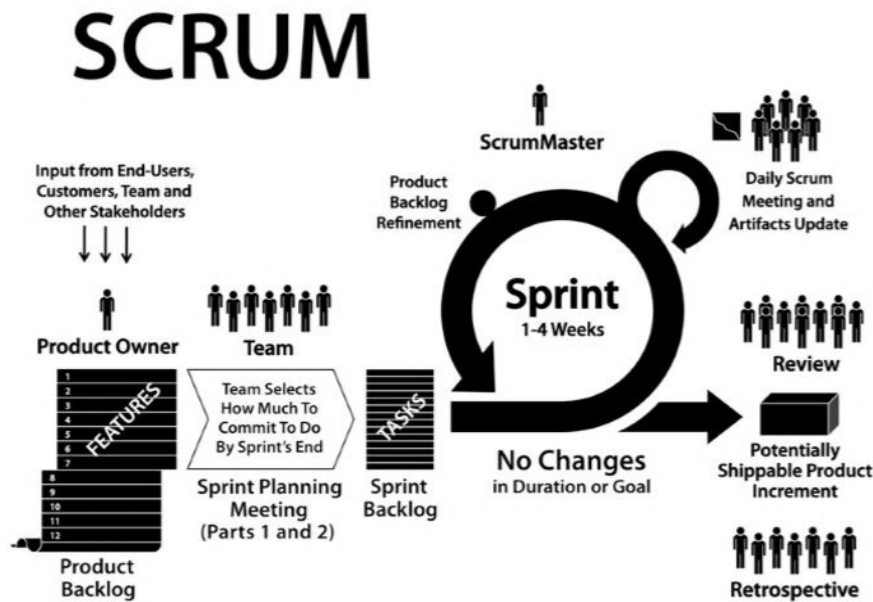 SCRUM
Input from End-Users,
Customers, Team and
Other Stakeholders
Product Owner
Team
1
2
3
4
5
6
7
FEATURES
8
9
10
11
12
Product
Backlog
Team Selects
How Much To
Commit To Do
By Sprint's End
Sprint Planning
Meeting
(Parts 1 and 2)
TASKS
Sprint
Backlog
ScrumMaster
Product
Backlog
Refinement
Sprint
1-4 Weeks
No Changes
in Duration or Goal
Daily Scrum
Meeting and
Artifacts Update
Review
Potentially
Shippable Product
Increment
Retrospective